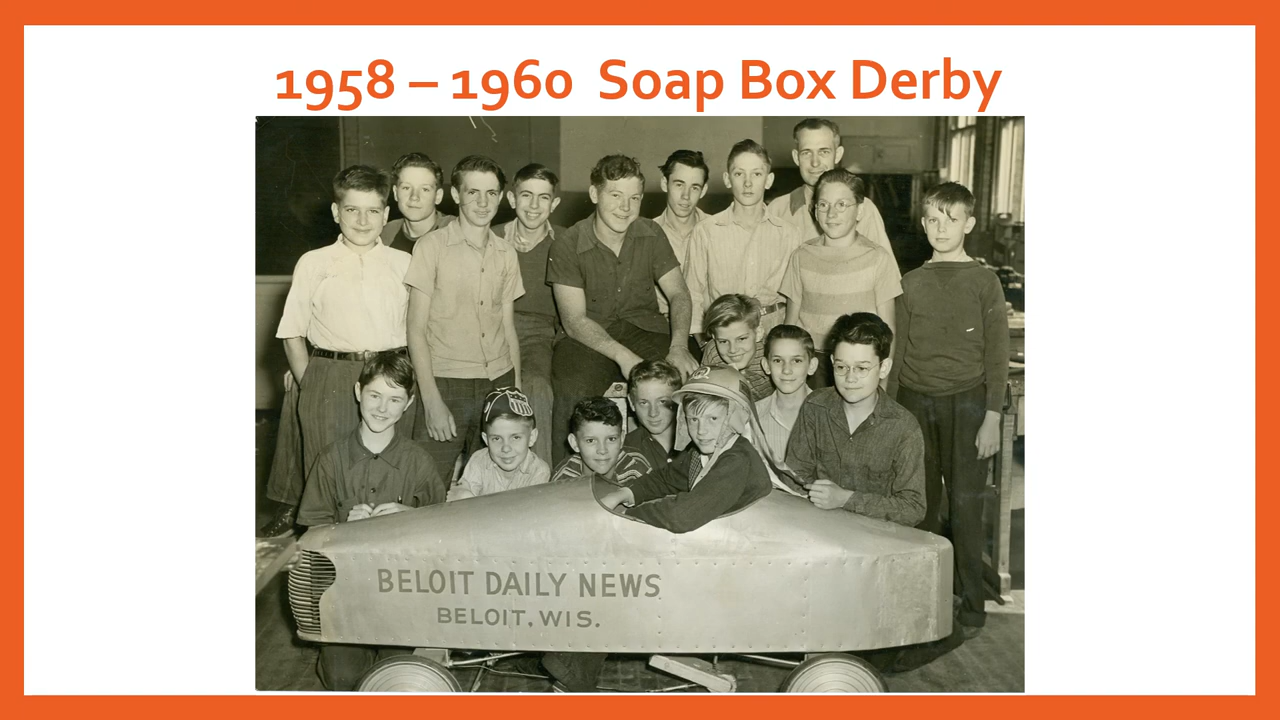 1958 – 1960 Soap Box Derby
BELOIT DAILY NEWS
BELOIT, WIS.